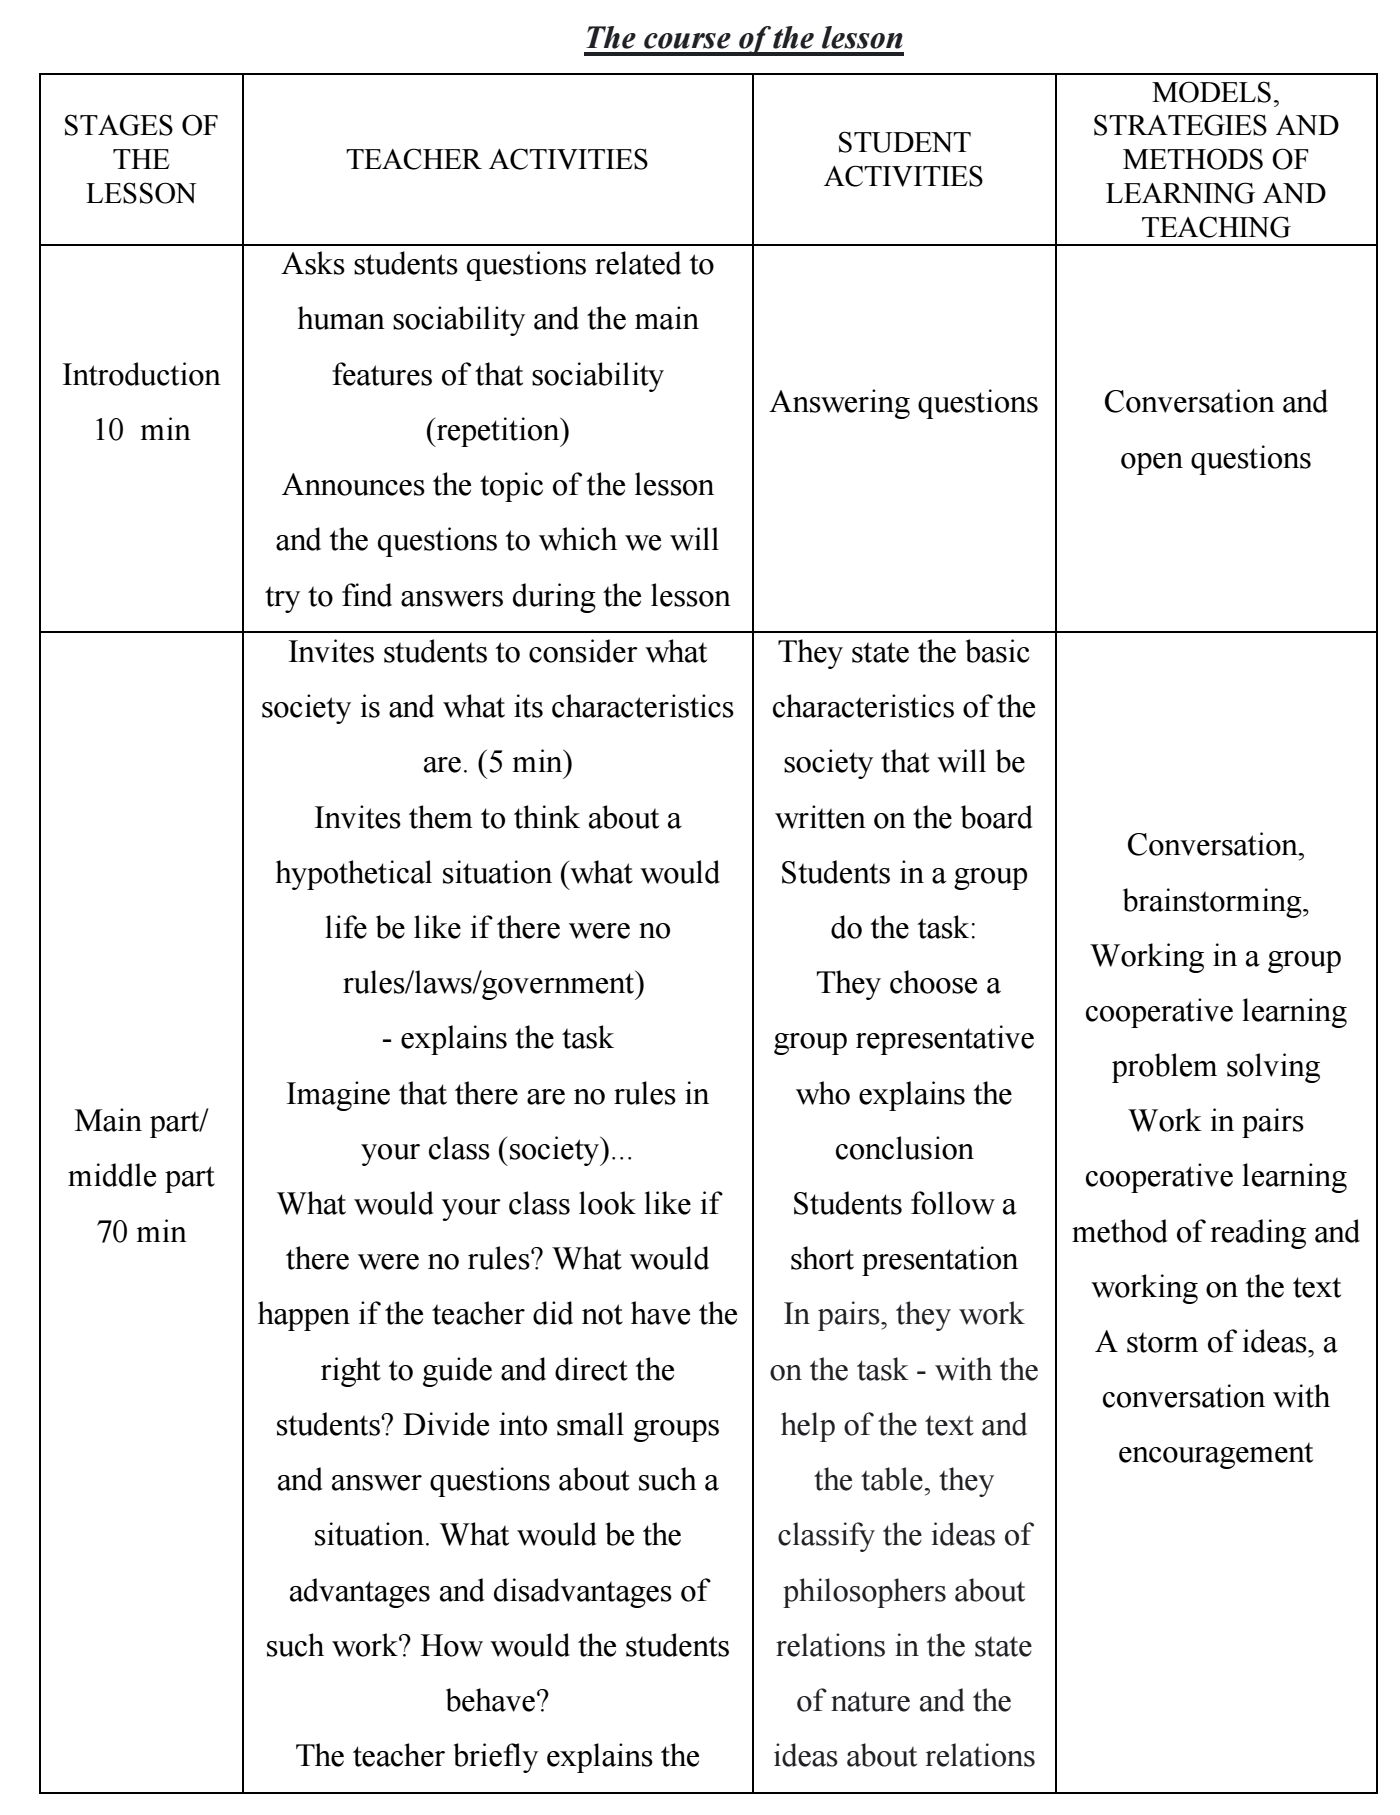 The course of the lesson
STAGES OF
THE
LESSON
TEACHER ACTIVITIES
STUDENT
ACTIVITIES
MODELS,
STRATEGIES AND
METHODS OF
LEARNING AND
TEACHING
Introduction
10 min
Asks students questions related to
human sociability and the main
features of that sociability
(repetition)
Announces the topic of the lesson
and the questions to which we will
try to find answers during the lesson
Answering questions
Conversation and
open questions
Main part/
middle part
70 min
Invites students to consider what
society is and what its characteristics
are. (5 min)
Invites them to think about a
hypothetical situation (what would
life be like if there were no
rules/laws/government)
- explains the task
Imagine that there are no rules in
your class (society)...
What would your class look like if
there were no rules? What would
happen if the teacher did not have the
right to guide and direct the
students? Divide into small groups
and answer questions about such a
situation. What would be the
advantages and disadvantages of
such work? How would the students
behave?
The teacher briefly explains the
They state the basic
characteristics of the
society that will be
written on the board
Students in a group
do the task:
They choose a
group representative
who explains the
conclusion
Students follow a
short presentation
In pairs, they work
on the task - with the
help of the text and
the table, they
classify the ideas of
philosophers about
relations in the state
of nature and the
ideas about relations
Conversation,
brainstorming,
Working in a group
cooperative learning
problem solving
Work in pairs
cooperative learning
method of reading and
working on the text
A storm of ideas, a
conversation with
encouragement